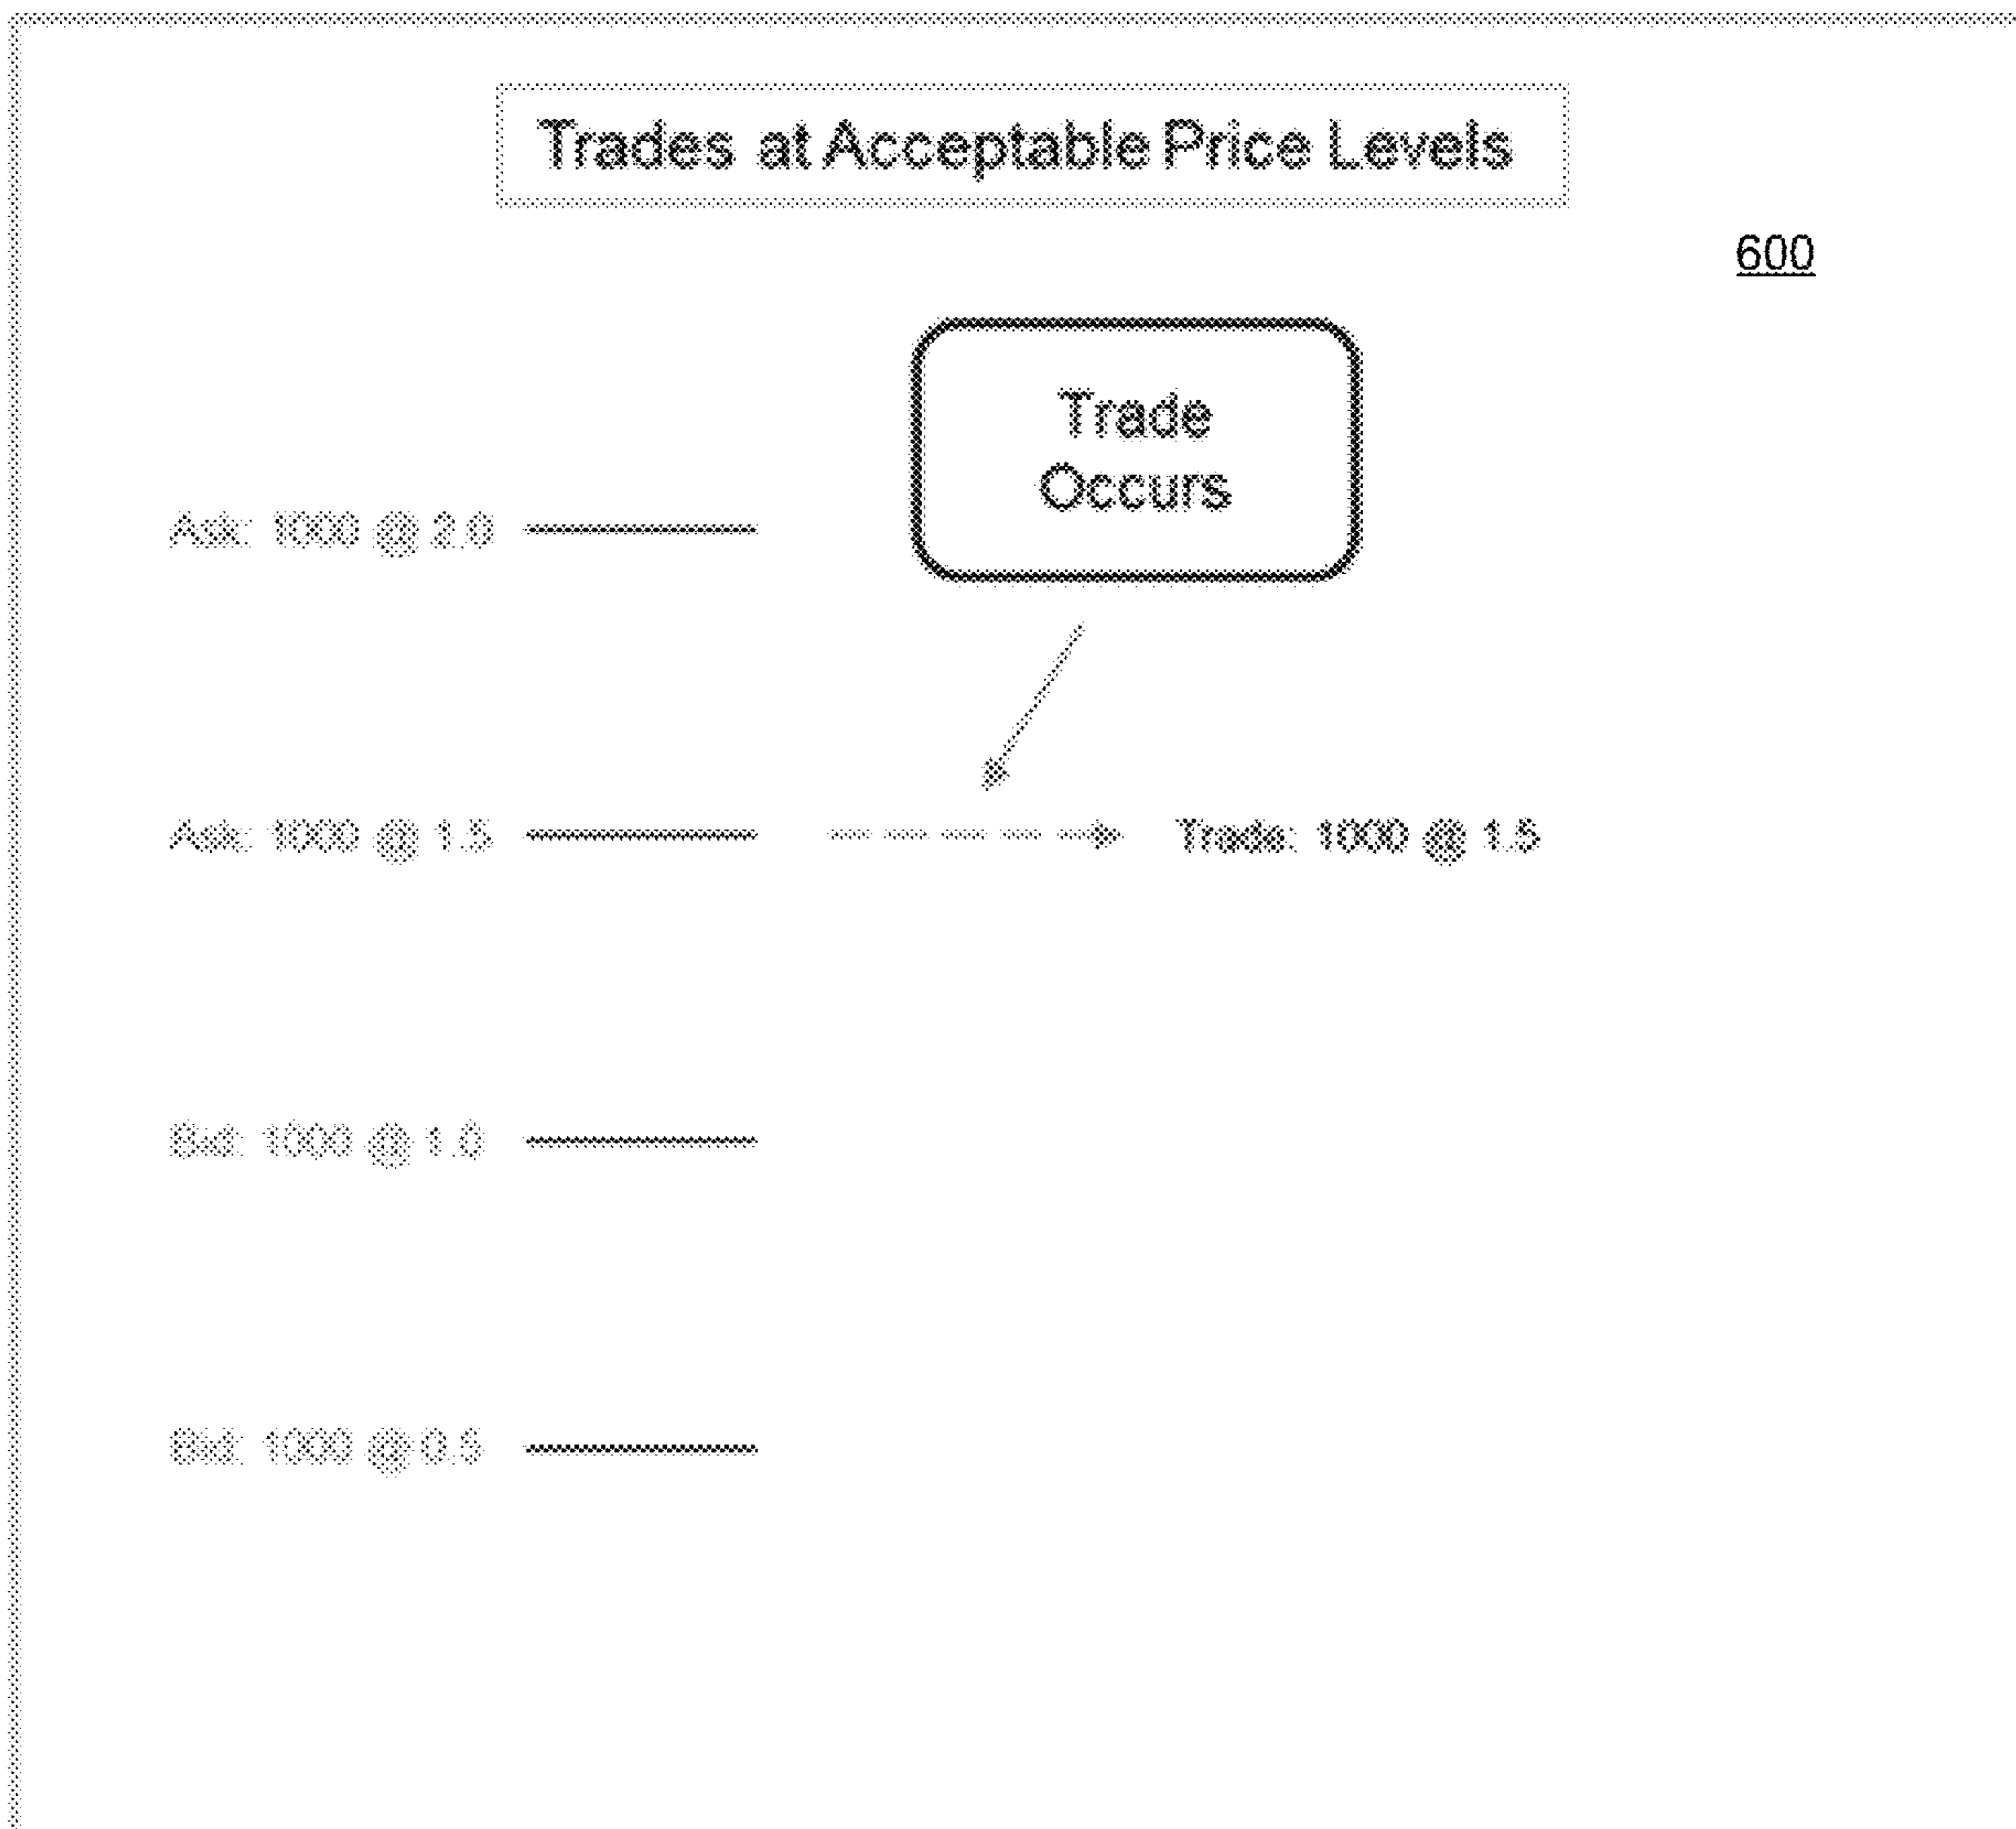 Trades at Acceptable Price Levels
600
Trade
Occurs
Ask: 1000 @ 2.0
Ask: 1000 @ 1.5
Trade: 1000 @ 1.5
Bid: 1000 @ 1.0
Bid: 1000 @ 0.5